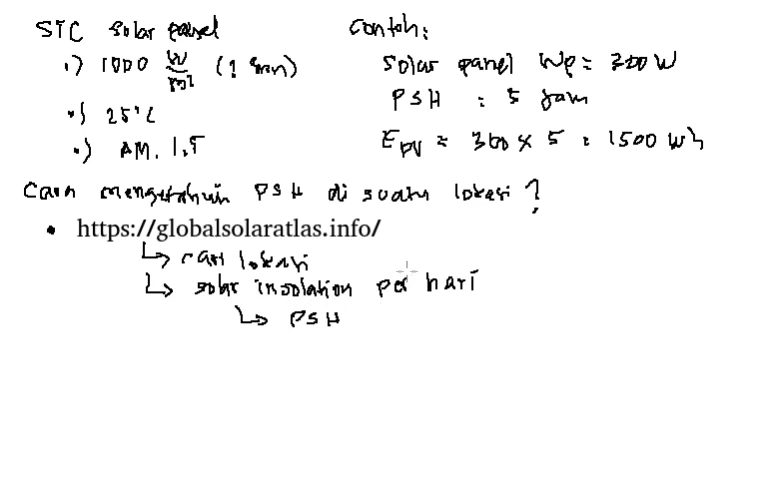 STC solar panel
.) 1000 W/m2 (1 sun)
.) 25°C
.) AM. 1,5
Contoh:
solar panel Wp = 300 W
PSH : 5 jam
EPV = 300 x 5 = 1500 Wh
Cara mengetahui PSH di suatu lokasi ?
• https://globalsolaratlas.info/
↳ cari lokasi
↳ solar insolation per hari
↳ PSH